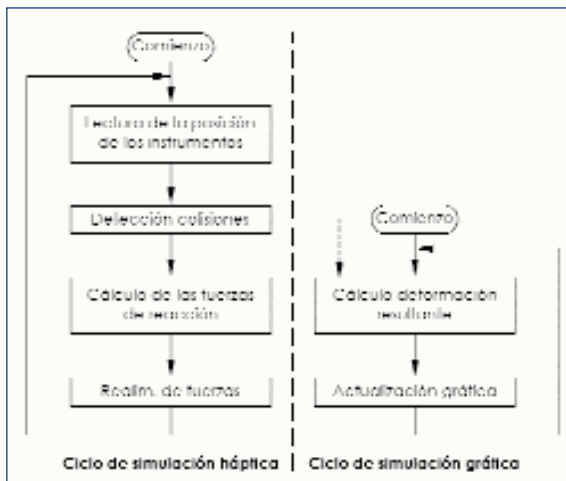 Comienzo
Lectura de la posición
de los instrumentos
Detección colisiones
Cálculo de las fuerzas
de reacción
Realim. de fuerzas
Ciclo de simulación háptica
Comienzo
Cálculo deformación
resultante
Actualización gráfica
Ciclo de simulación gráfica